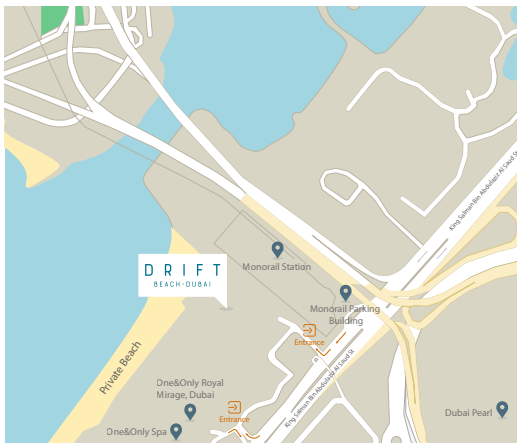 King Salman Bin Abdulaziz Al Saud St
DRIFT
BEACH·DUBAI
Monorail Station
Monorail Parking
Building
Entrance
King Salman Bin Abdulaziz Al Saud St
Private Beach
One&Only Royal
Mirage, Dubai
Entrance
One&Only Spa
Dubai Pearl